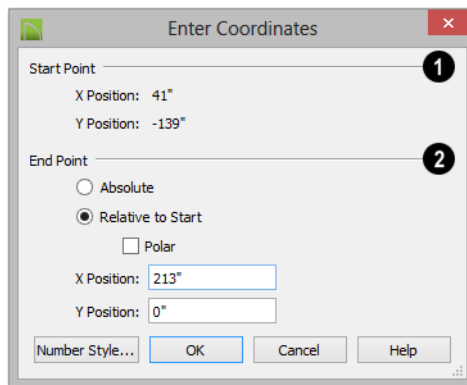 Enter Coordinates
Start Point
1
X Position: 41"
Y Position: -139"
End Point
2
Absolute
Relative to Start
Polar
X Position: 213"
Y Position: 0"
Number Style... OK Cancel Help